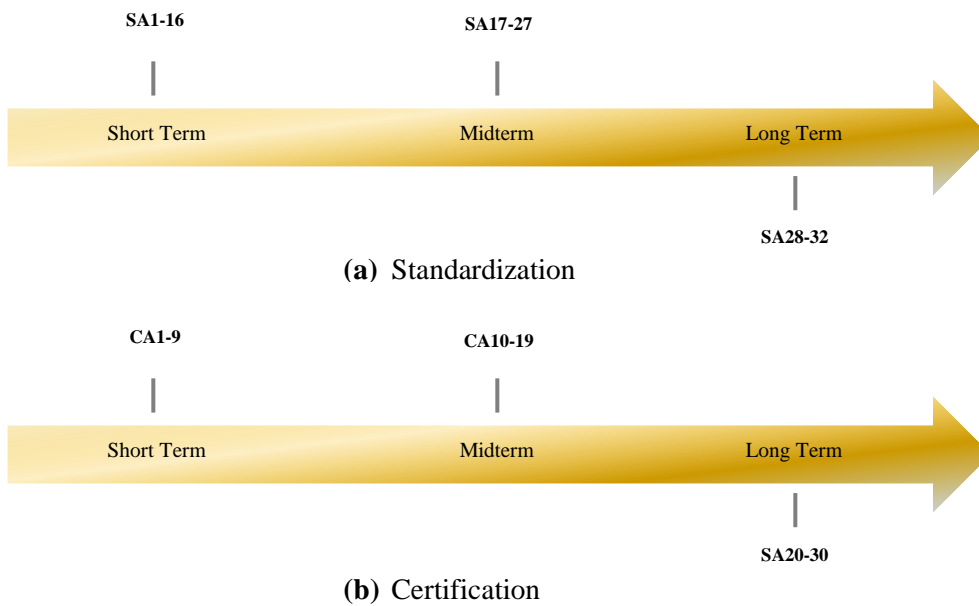 SA1-16 SA17-27
Short Term Midterm Long Term
SA28-32
(a) Standardization
CA1-9 CA10-19
Short Term Midterm Long Term
SA20-30
(b) Certification